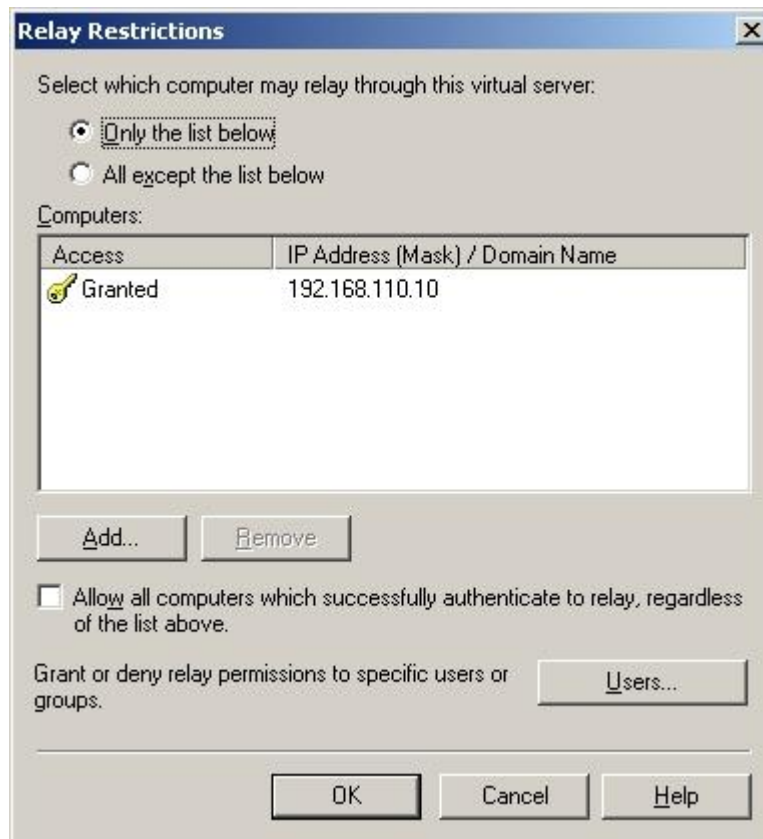 Relay Restrictions
Select which computer may relay through this virtual server:
Only the list below
All except the list below
Computers:
Access IP Address (Mask) / Domain Name
Granted 192.168.110.10
Add... Remove
Allow all computers which successfully authenticate to relay, regardless
of the list above.
Grant or deny relay permissions to specific users or
groups.
Users...
OK Cancel Help